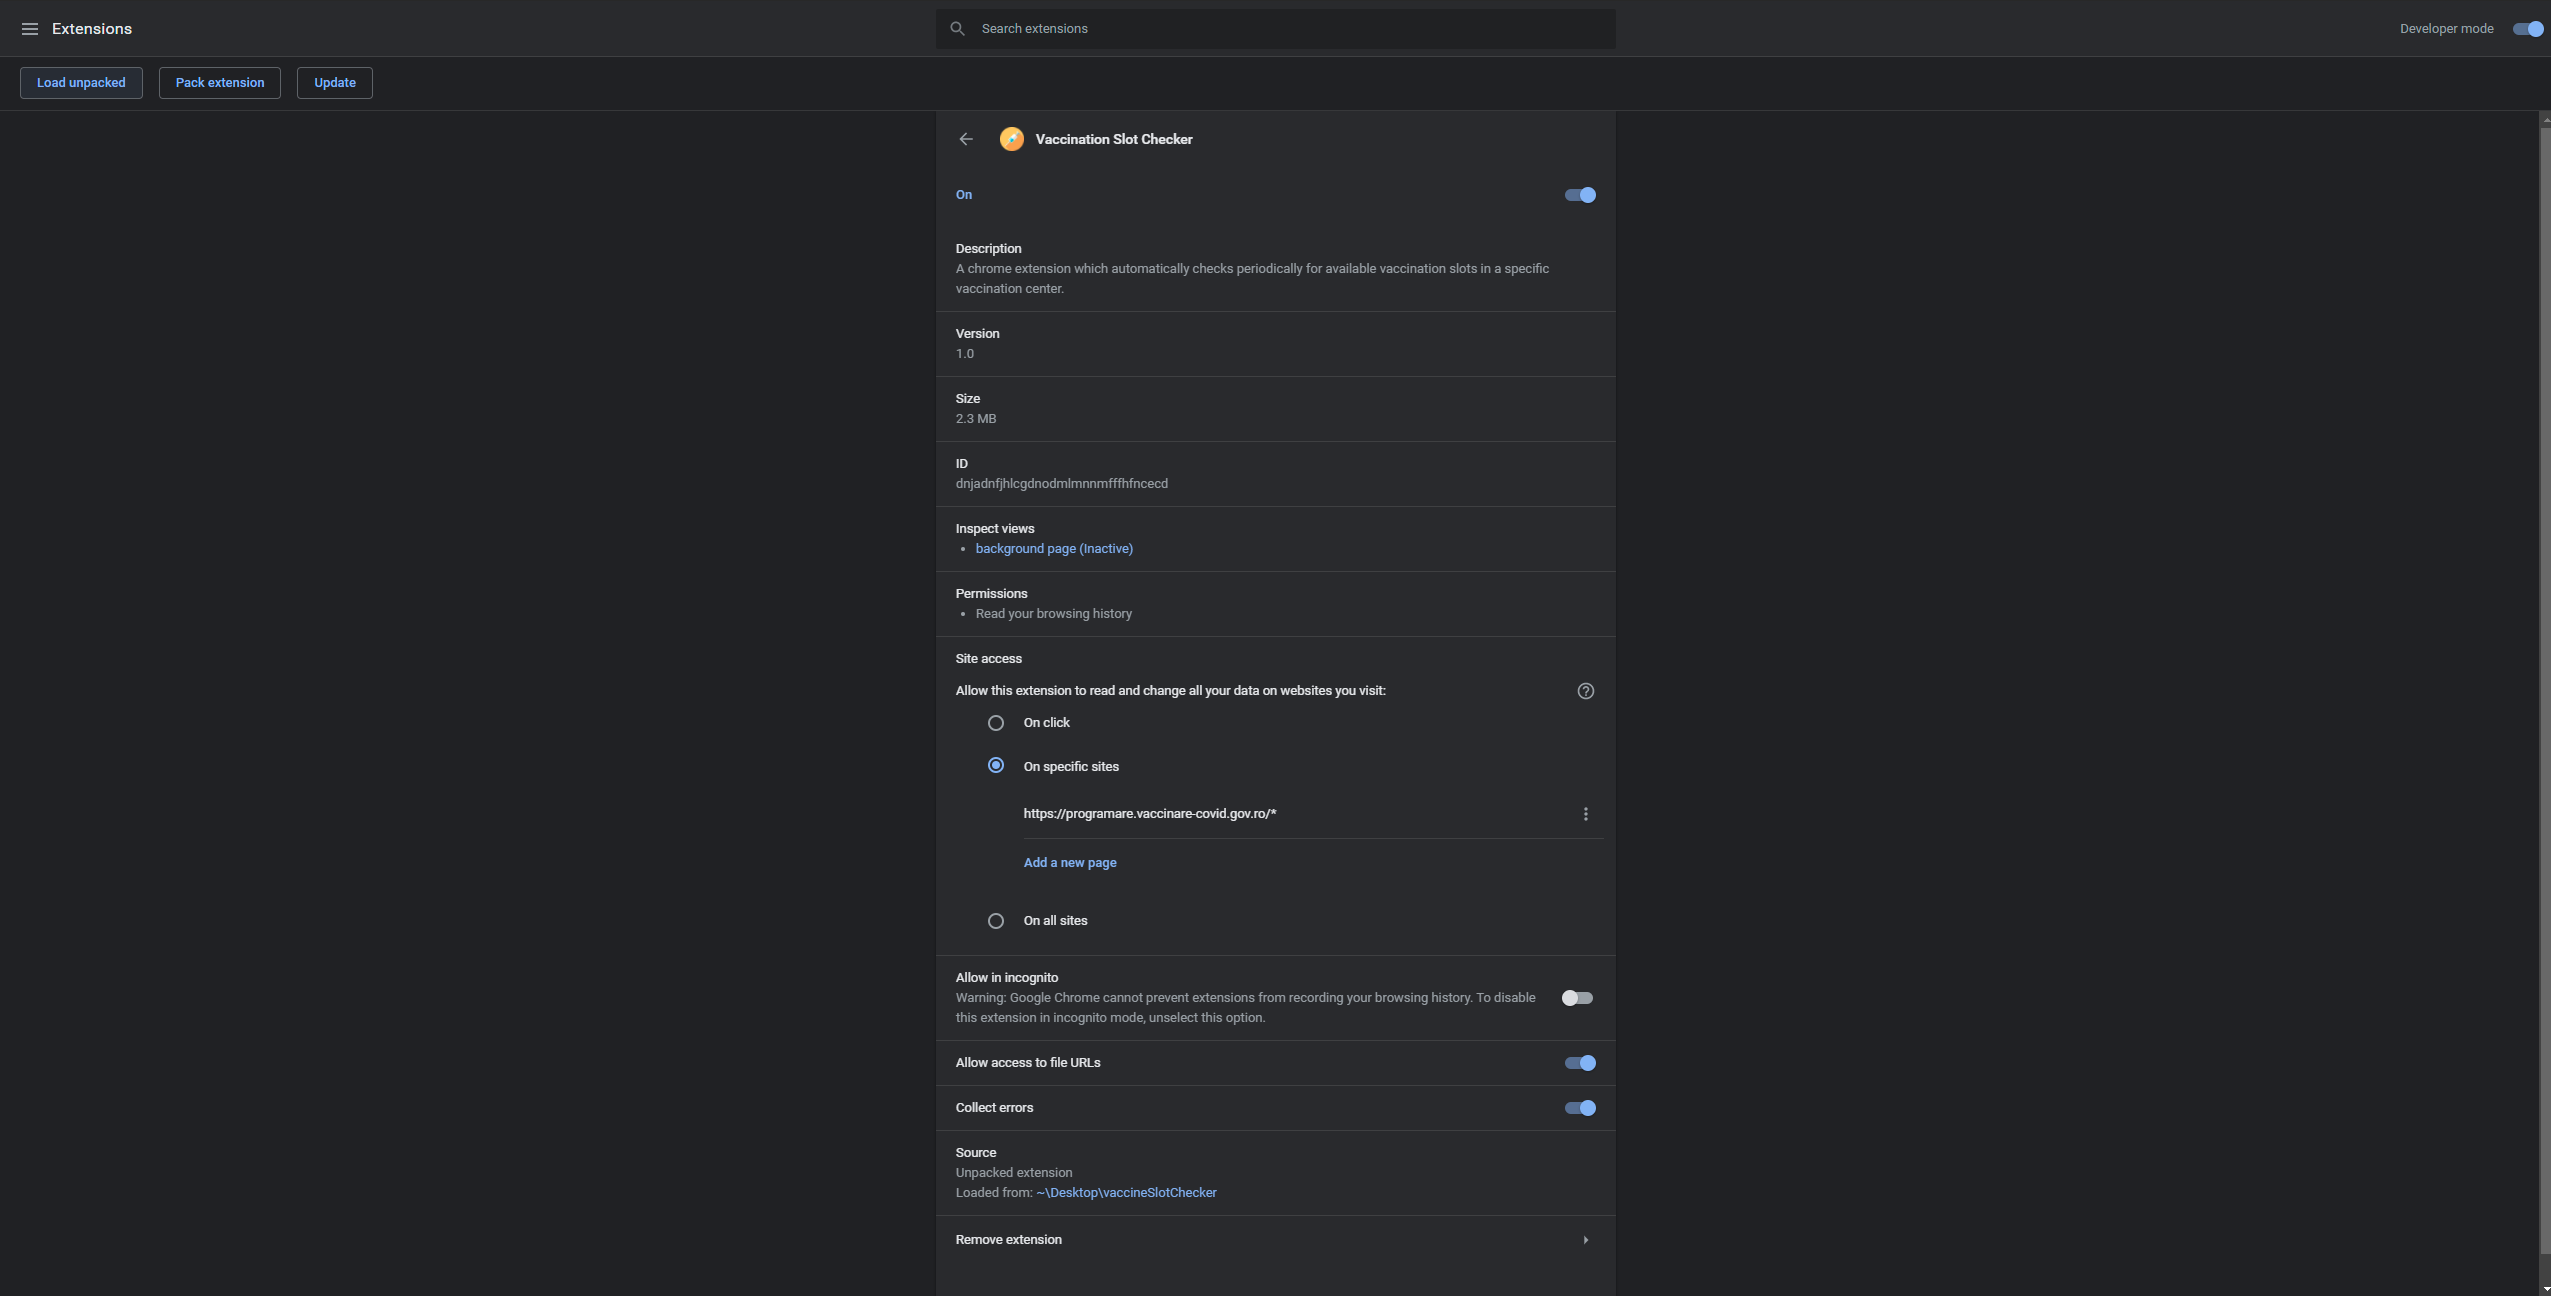 Extensions
Search extensions
Developer mode
Load unpacked
Pack extension
Update
Vaccination Slot Checker
On
Description
A chrome extension which automatically checks periodically for available vaccination slots in a specific
vaccination center.
Version
1.0
Size
2.3 MB
ID
dnjadnfjhlcgdnodmlmnnmfffhfncecd
Inspect views
• background page (Inactive)
Permissions
• Read your browsing history
Site access
Allow this extension to read and change all your data on websites you visit:
On click
On specific sites
https://programare.vaccinare-covid.gov.ro/*
Add a new page
On all sites
Allow in incognito
Warning: Google Chrome cannot prevent extensions from recording your browsing history. To disable
this extension in incognito mode, unselect this option.
Allow access to file URLs
Collect errors
Source
Unpacked extension
Loaded from: ~\Desktop\vaccineSlotChecker
Remove extension